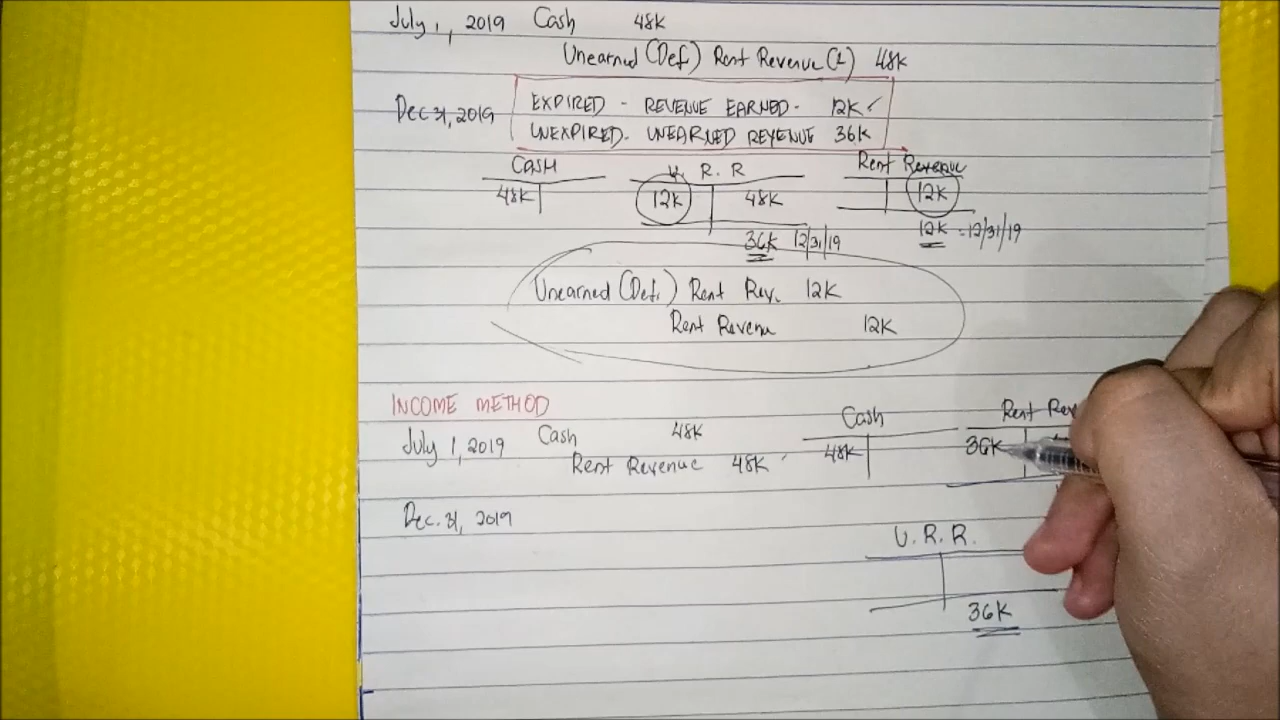 July 1, 2019 Cash 48K
Unearned (Def.) Rent Revenue (L) 48K
Dec 31, 2019
EXPIRED - REVENUE EARNED - 12K ✓
UNEXPIRED - UNEARNED REVENUE 36K
CASH U. R. R Rent Revenue
48K 12K 48K 12K
36K 12/31/19 12K = 12/31/19
Unearned (Def.) Rent Rev. 12K
Rent Revenu 12K
INCOME METHOD
Cash Rent Rev
July 1, 2019 Cash 48K
48K 36K
Rent Revenue 48K
Dec. 31, 2019
U. R. R.
36K